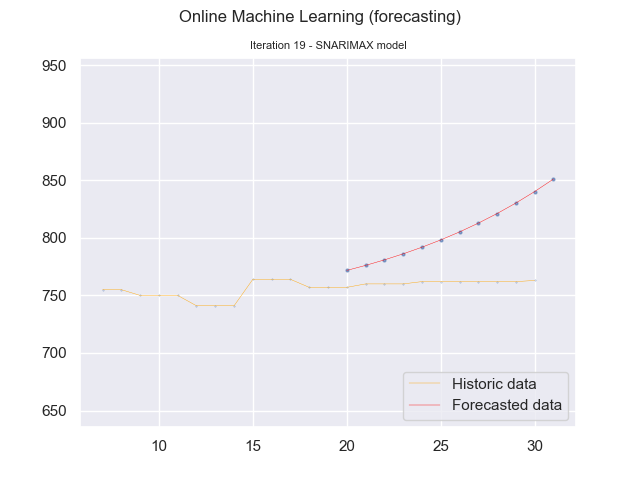 Online Machine Learning (forecasting)
Iteration 19 - SNARIMAX model
950
900
850
800
750
700
650
10 15 20 25 30
Historic data
Forecasted data